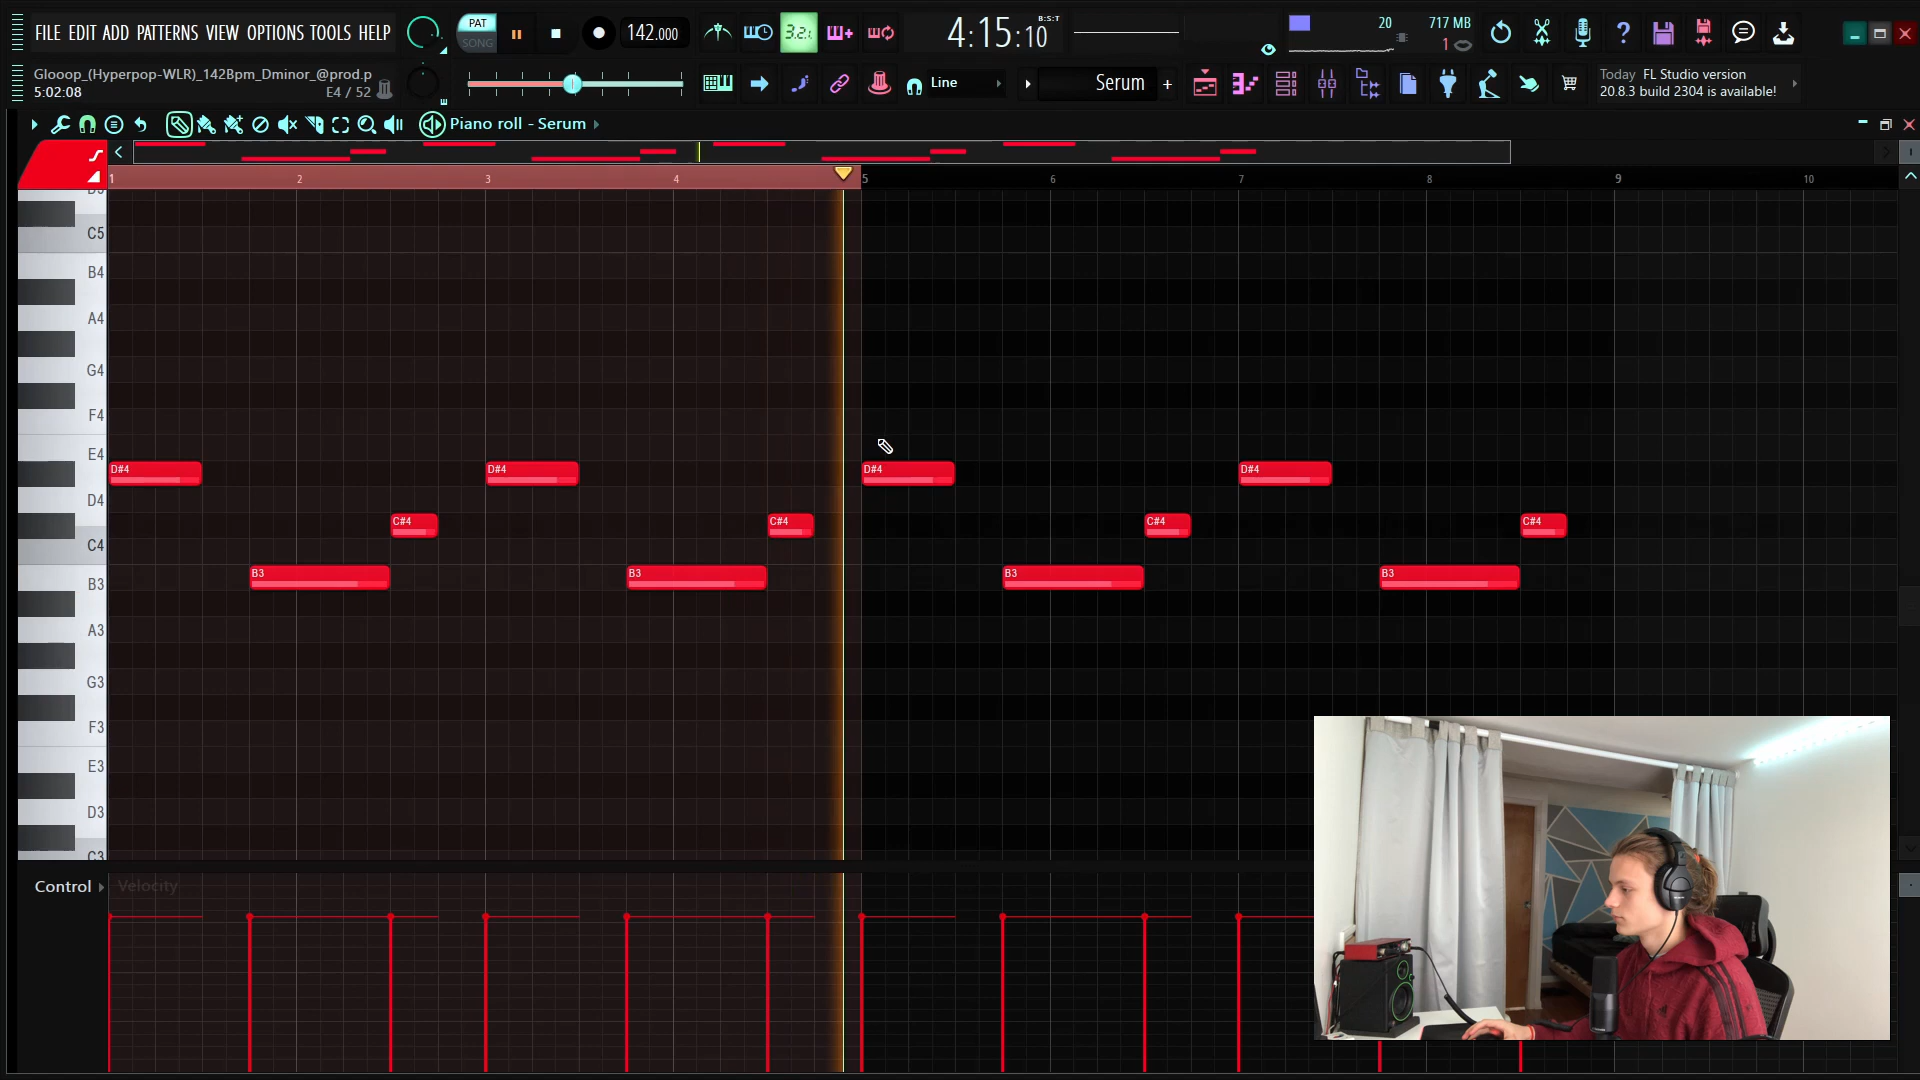 FILE EDIT ADD PATTERNS VIEW OPTIONS TOOLS HELP
PAT
SONG
142.000
3.2.
4:15:10
B:S:T
20
717 MB
1
Glooop_(Hyperpop-WLR)_142Bpm_Dminor_@prod.p
5:02:08
E4 / 52
Line
Serum
+
Today FL Studio version
20.8.3 build 2304 is available!
Piano roll - Serum
1 2 3 4 5 6 7 8 9 10
C5
B4
A4
G4
F4
E4
D#4 D#4 D#4 D#4
D4
C#4 C#4 C#4 C#4
C4
B3 B3 B3 B3
B3
A3
G3
F3
E3
D3
C3
Control
Velocity